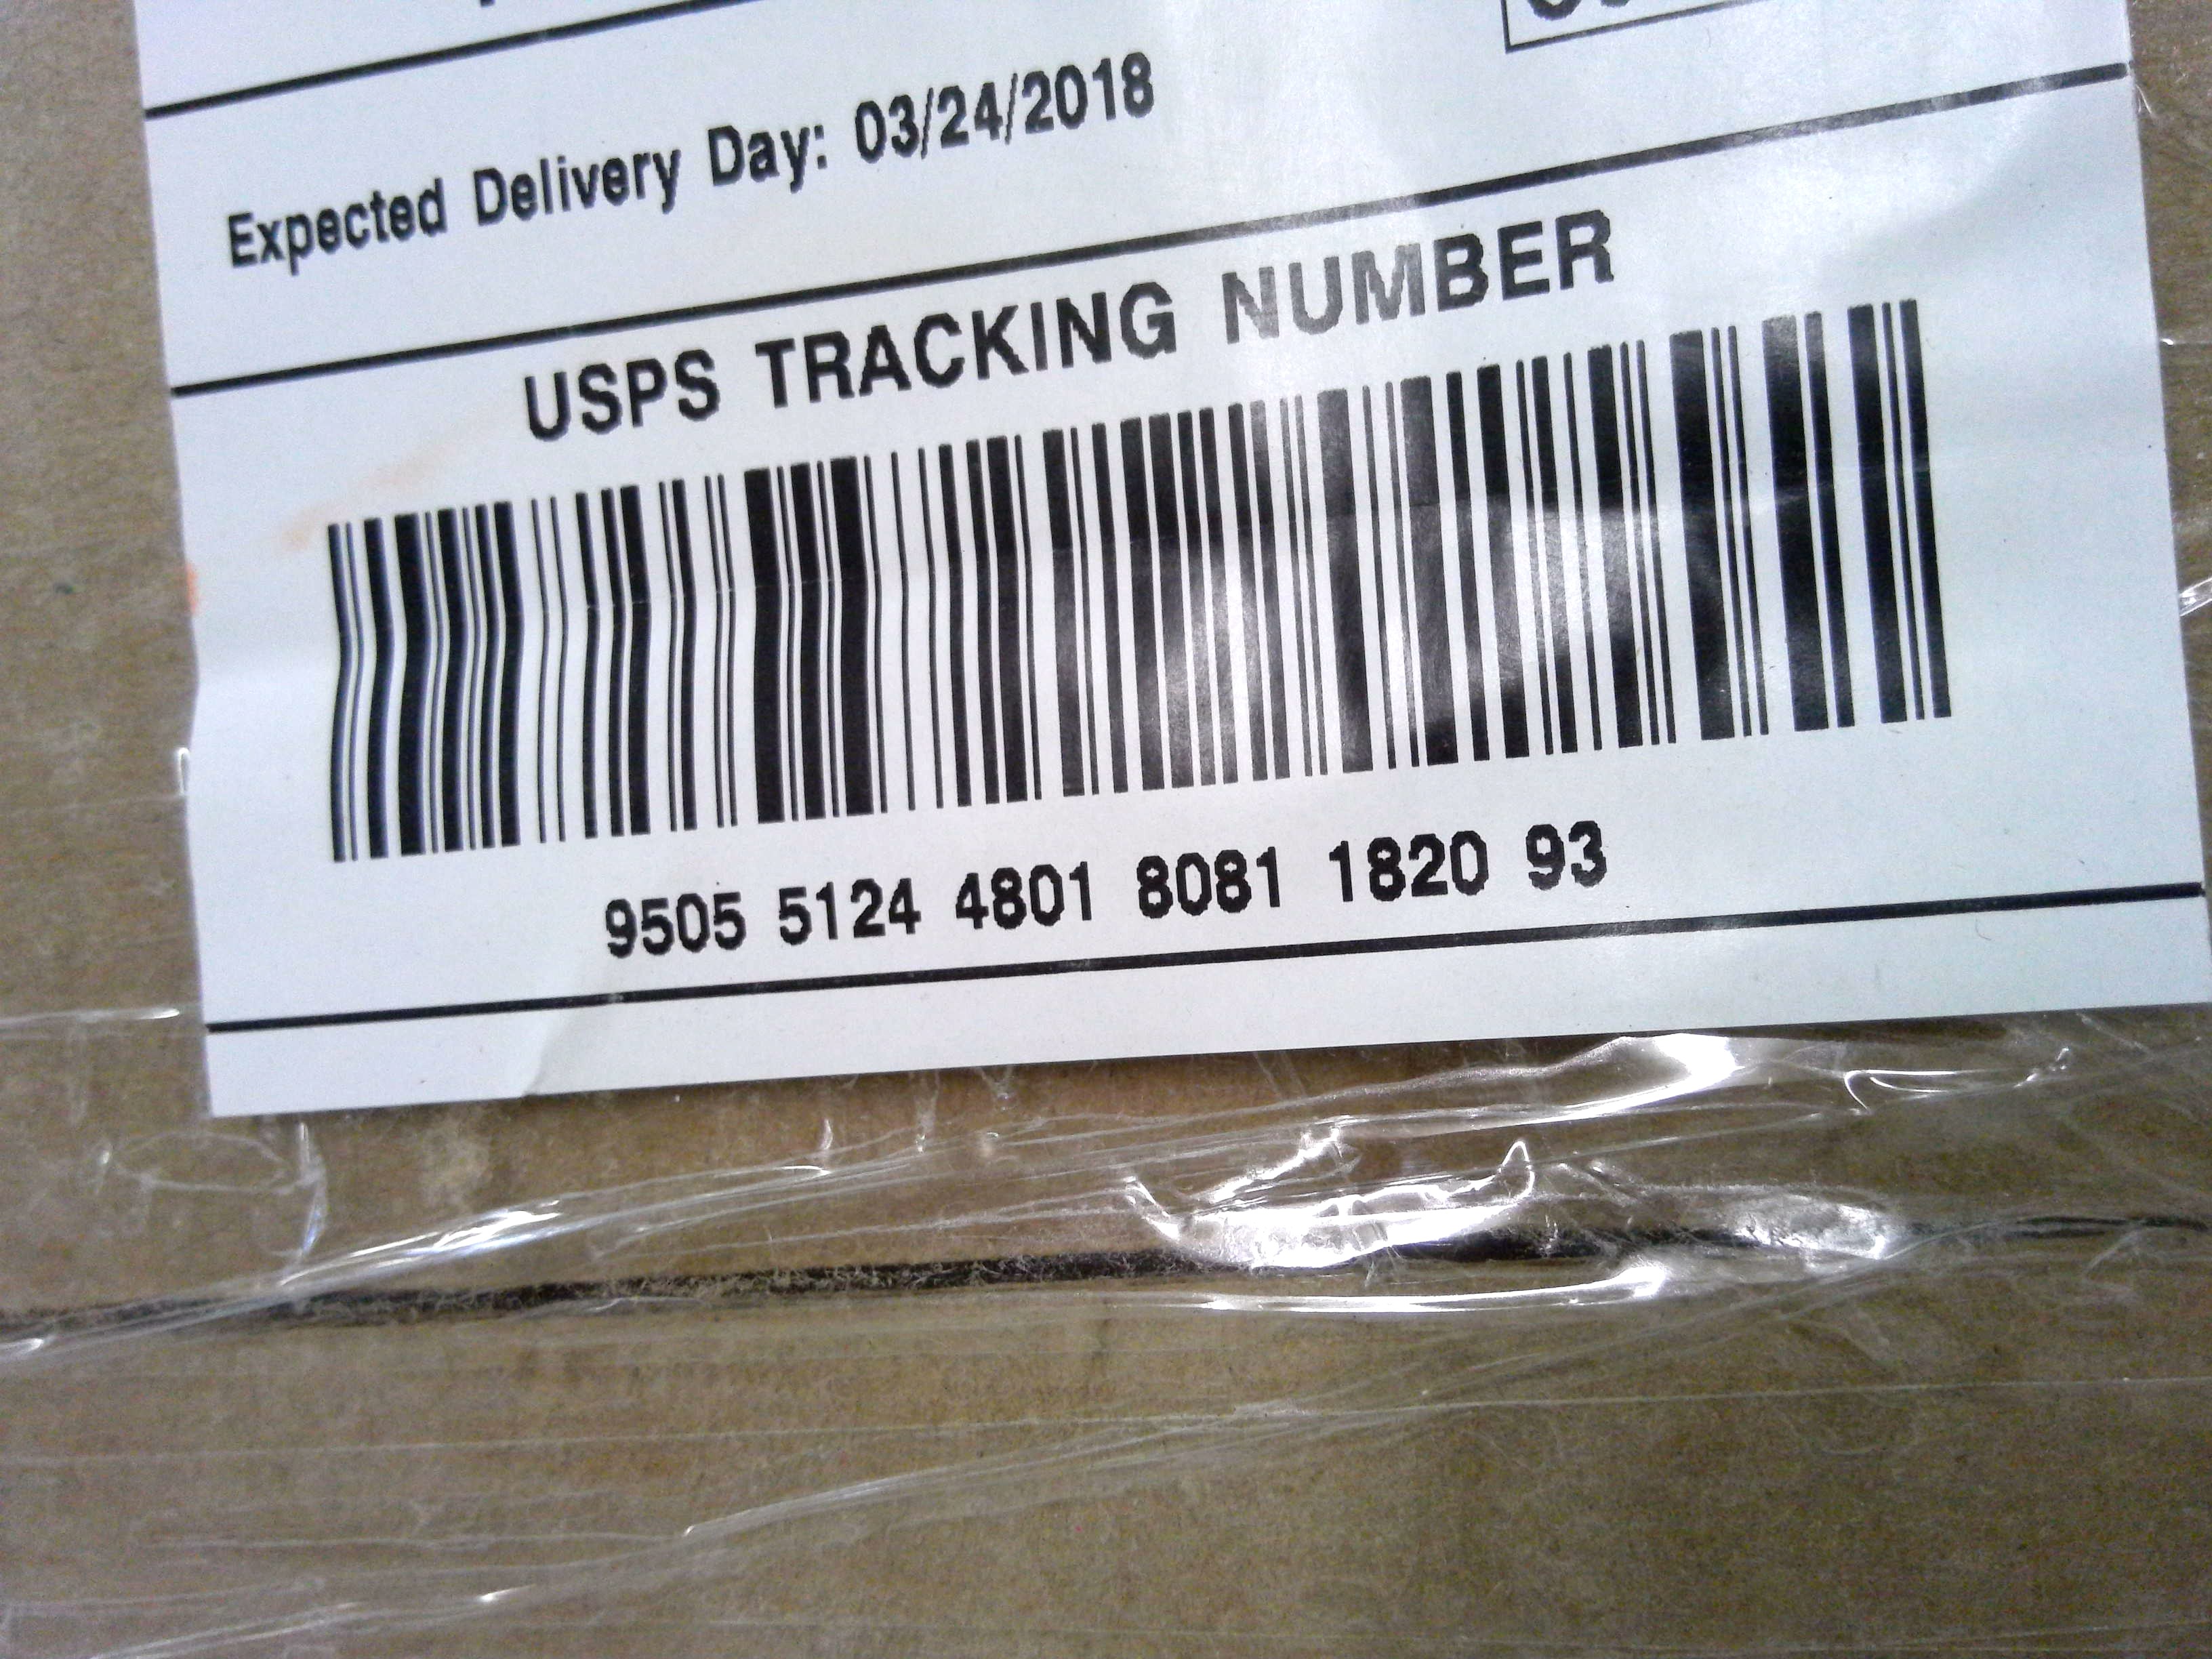 Expected Delivery Day: 03/24/2018
USPS TRACKING NUMBER
9505 5124 4801 8081 1820 93